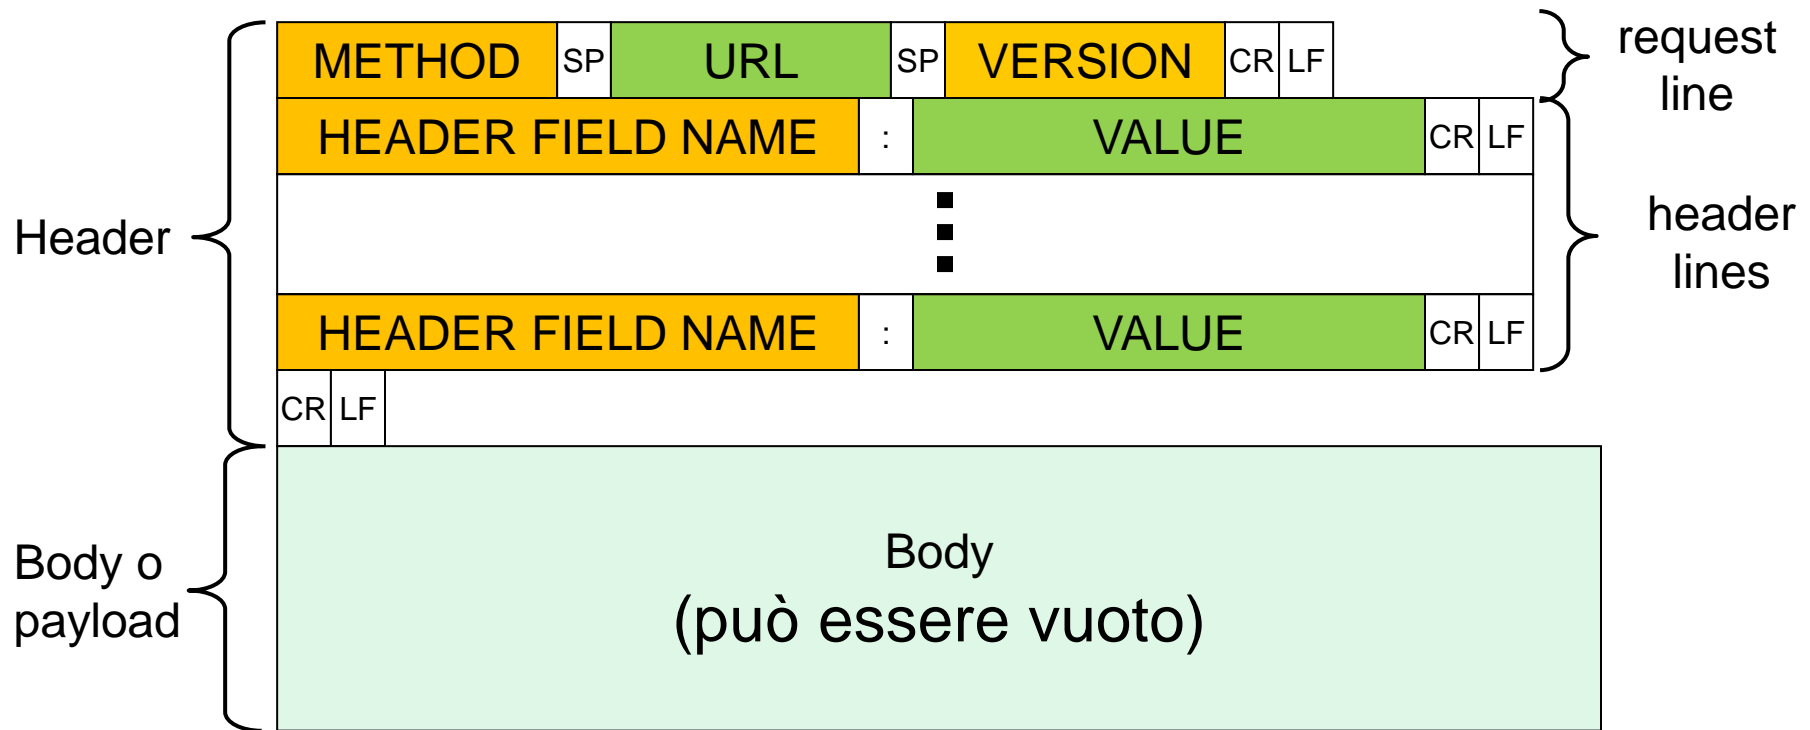 METHOD SP URL SP VERSION CR LF
request
line
HEADER FIELD NAME : VALUE CR LF
Header
header
lines
HEADER FIELD NAME : VALUE CR LF
CR LF
Body o
payload
Body
(può essere vuoto)